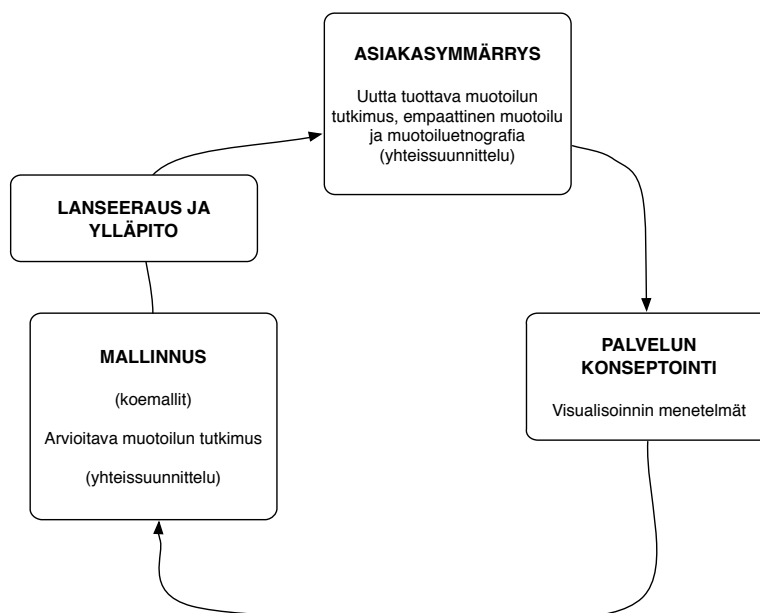 ASIAKASYMMÄRRYS
Uutta tuottava muotoilun
tutkimus, empaattinen muotoilu
ja muotoiluetnografia
(yhteissuunnittelu)
LANSEERAUS JA
YLLÄPITO
MALLINNUS
(koemallit)
Arvioitava muotoilun tutkimus
(yhteissuunnittelu)
PALVELUN
KONSEPTOINTI
Visualisoinnin menetelmät